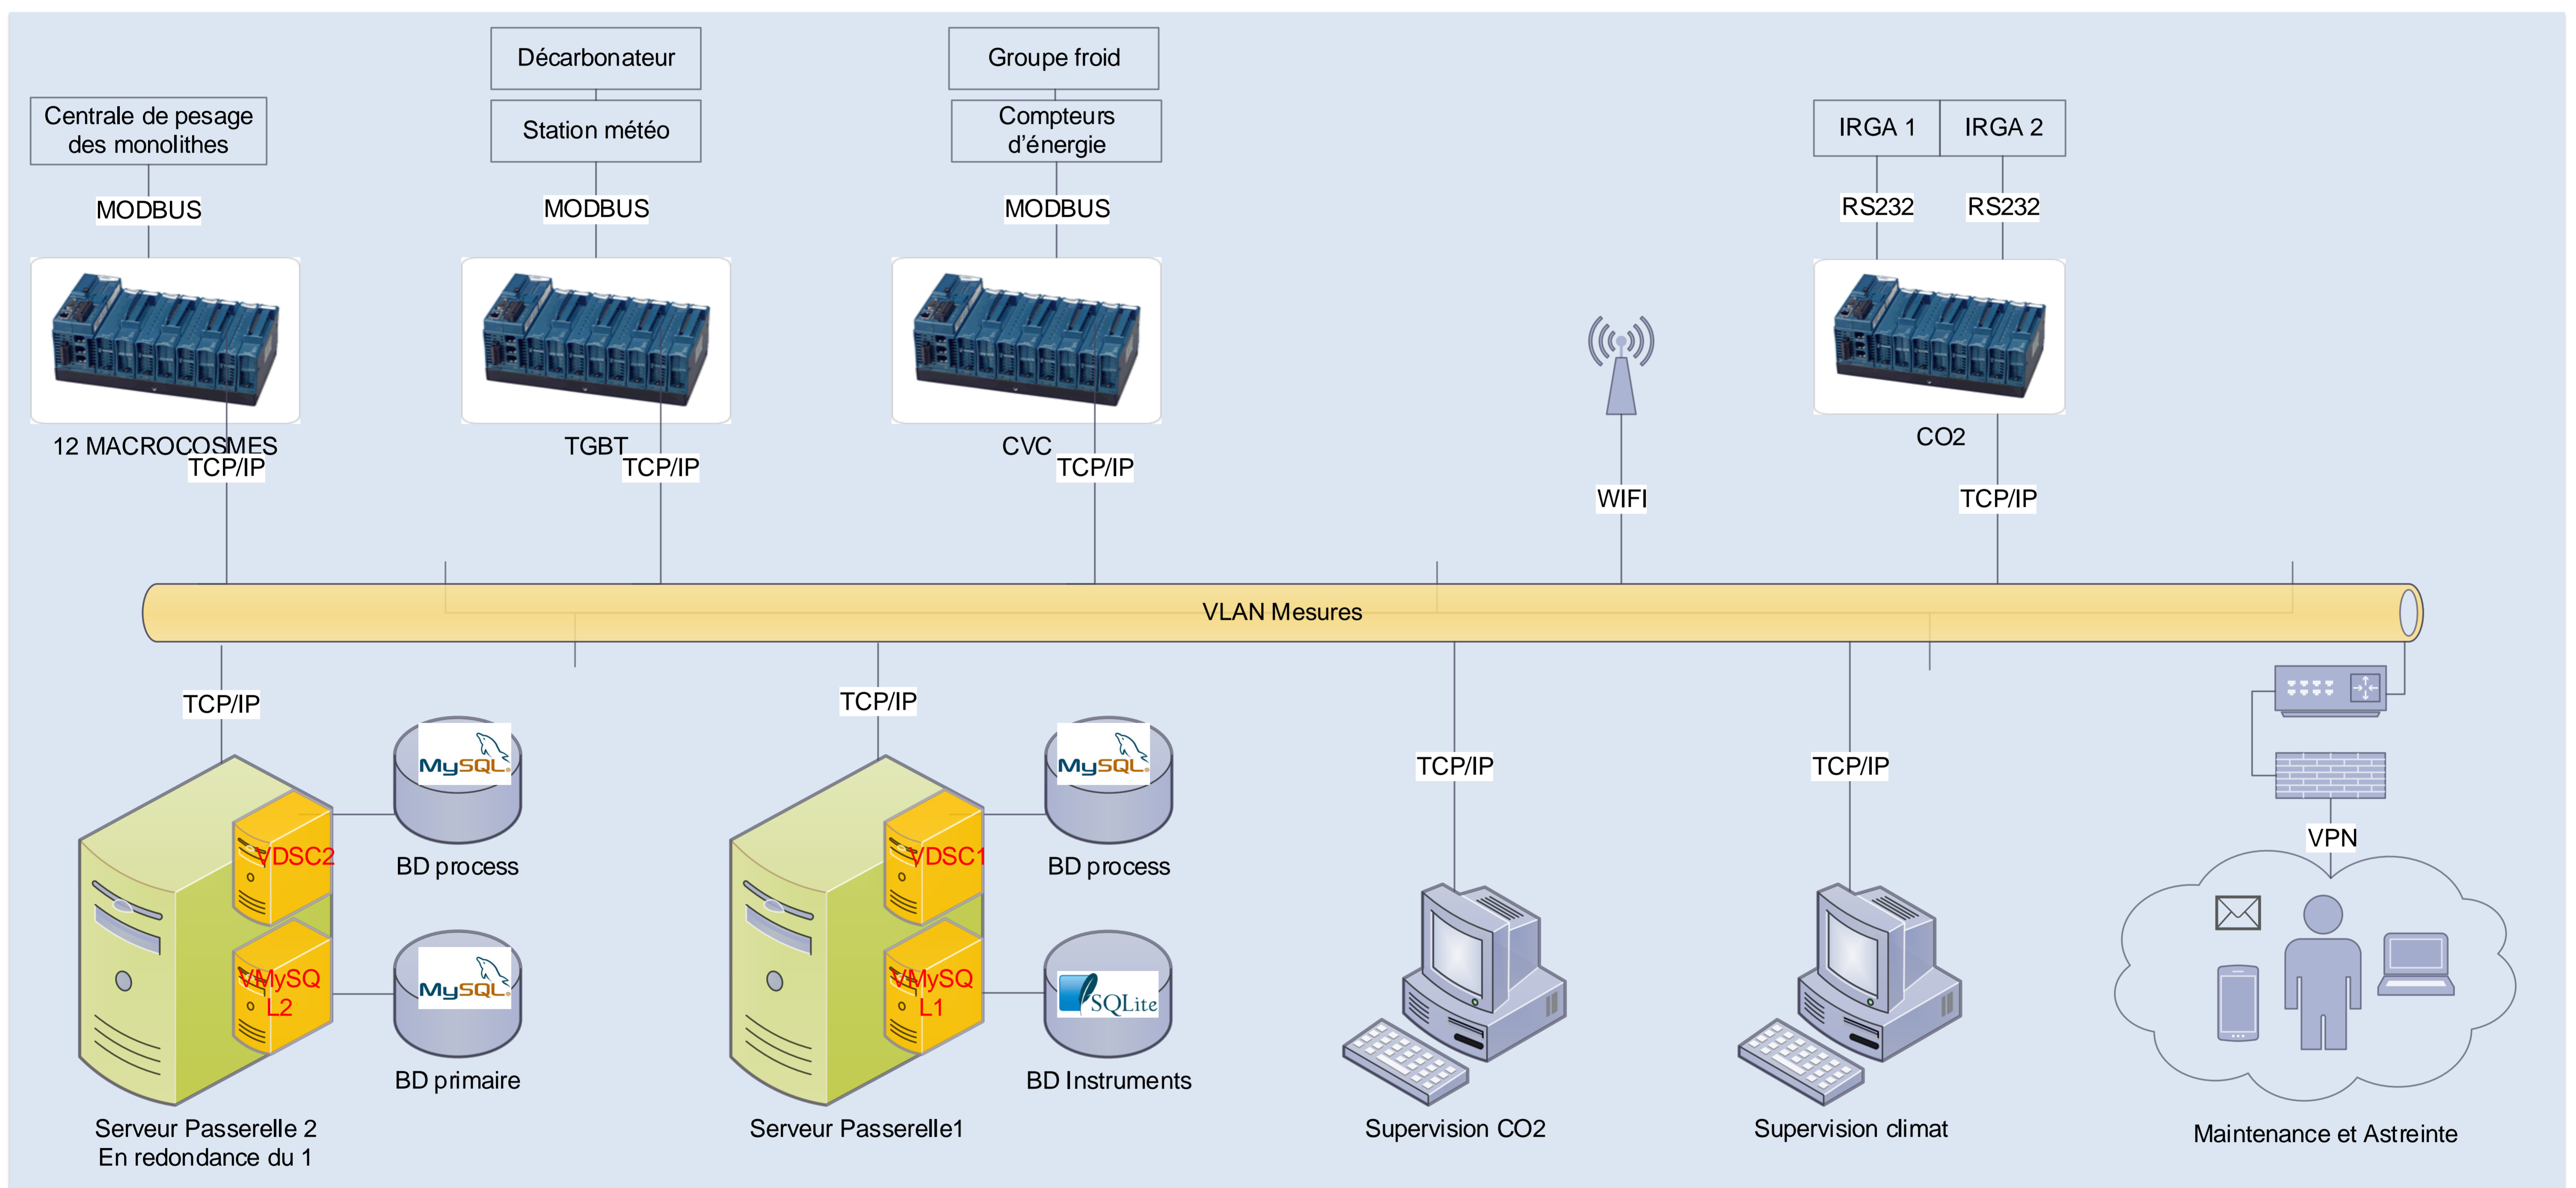 Décarbonateur
Groupe froid
Centrale de pesage
des monolithes
Station météo
Compteurs
d'énergie
IRGA 1
IRGA 2
MODBUS
MODBUS
MODBUS
RS232
RS232
12 MACROCOSMES
TGBT
CVC
CO2
TCP/IP
TCP/IP
TCP/IP
WIFI
TCP/IP
VLAN Mesures
TCP/IP
TCP/IP
TCP/IP
TCP/IP
MySQL
MySQL
VDSC2
BD process
VDSC1
BD process
VPN
MySQL
SQLite
VMySQ
L2
VMySQ
L1
BD primaire
BD Instruments
Serveur Passerelle 2
En redondance du 1
Serveur Passerelle1
Supervision CO2
Supervision climat
Maintenance et Astreinte